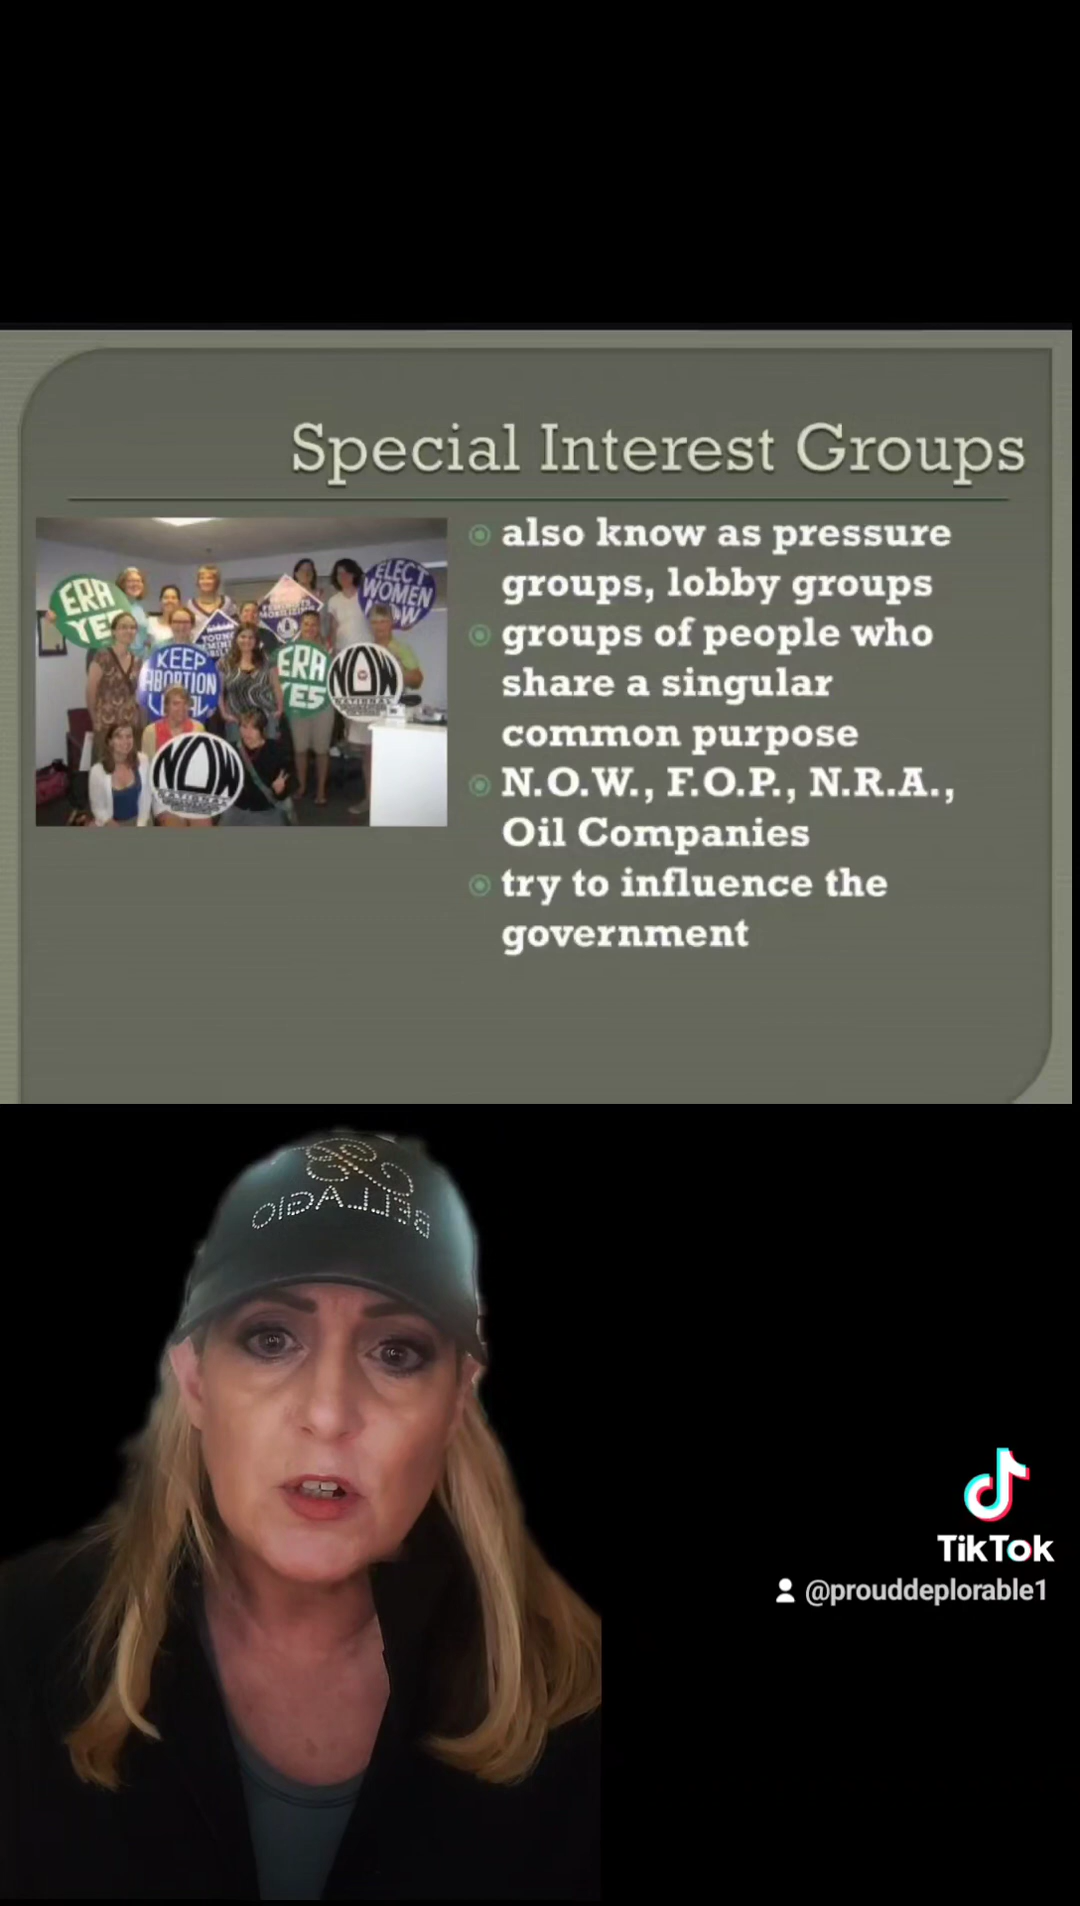 Special Interest Groups
also know as pressure
groups, lobby groups
groups of people who
share a singular
common purpose
N.O.W., F.O.P., N.R.A.,
Oil Companies
try to influence the
government
ERA
YES
KEEP
ABORTION
LEGAL
ERA
YES
NOW
NATIONAL
ELECT
WOMEN
NOW
NOW
NATIONAL
BELLAGIO
TikTok
@prouddeplorable1